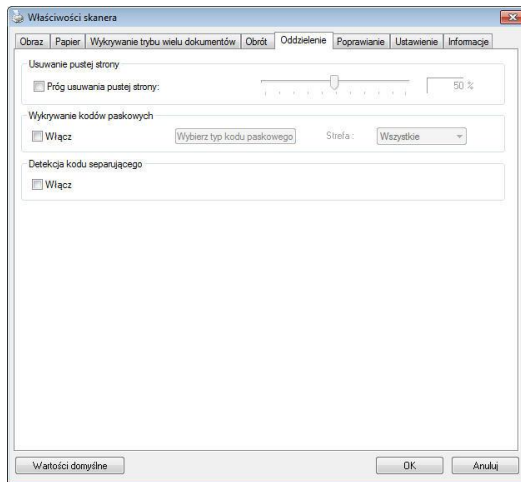 Właściwości skanera
Obraz Papier Wykrywanie trybu wielu dokumentów Obrót Oddzielenie Poprawianie Ustawienie Informacje
Usuwanie pustej strony
Próg usuwania pustej strony: 50 %
Wykrywanie kodów paskowych
Włącz Wybierz typ kodu paskowego Strefa: Wszystkie
Detekcja kodu separującego
Włącz
Wartości domyślne OK Anuluj